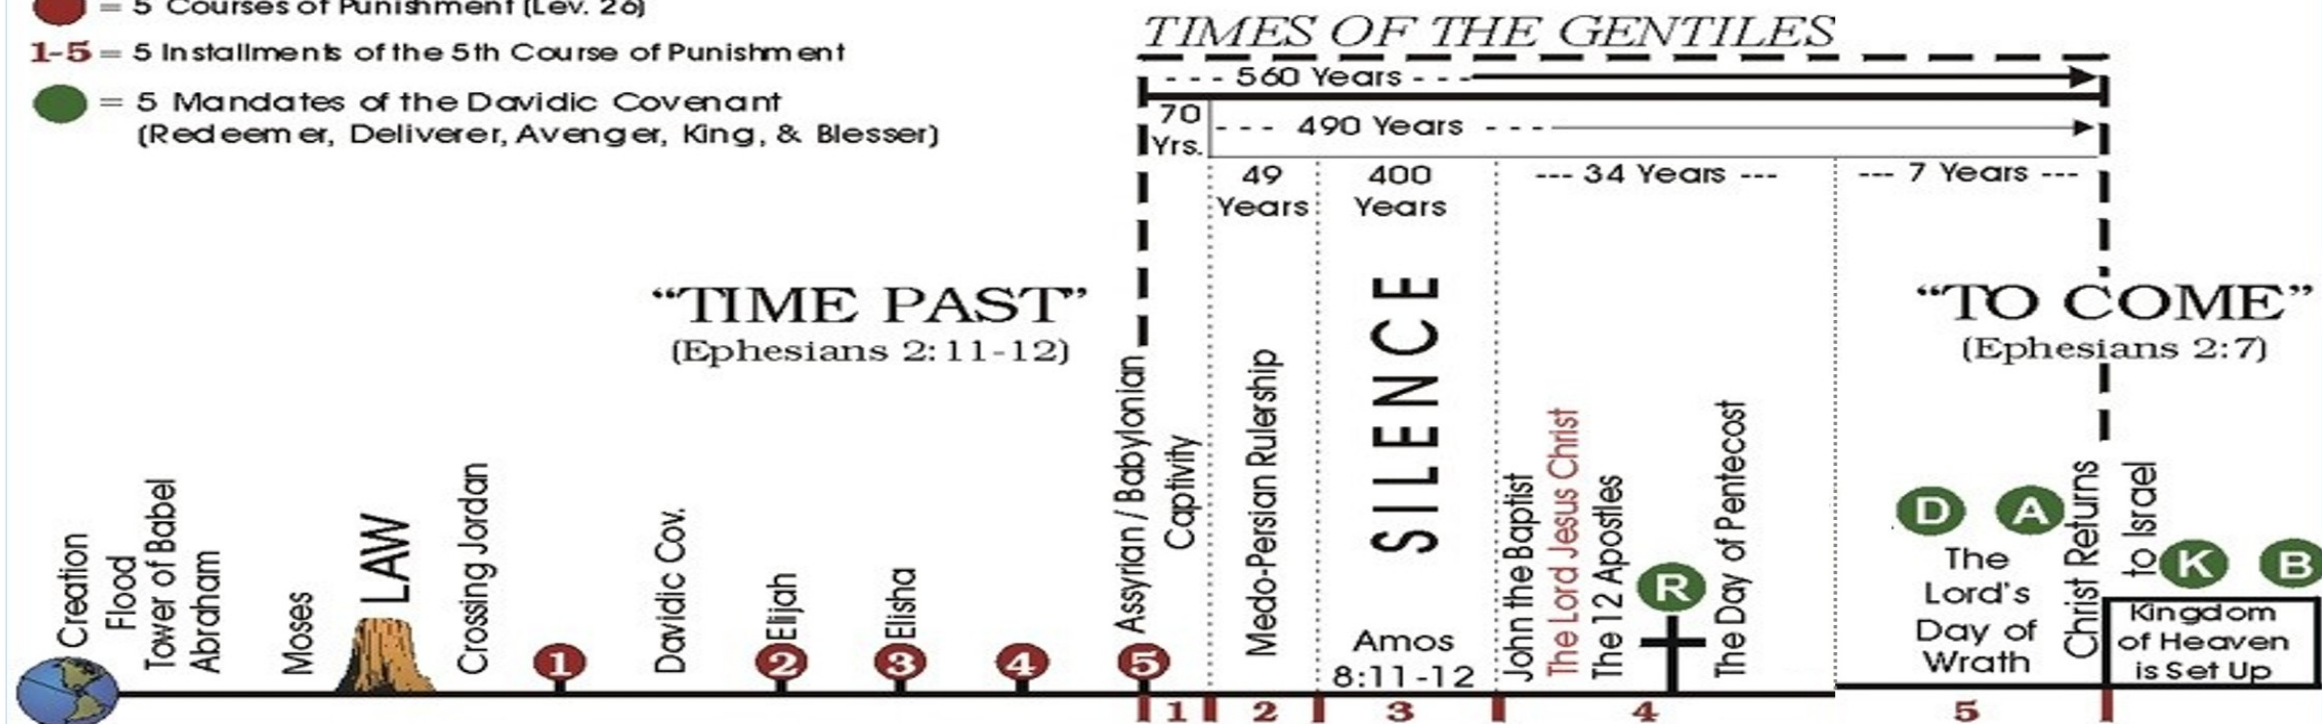 = 5 Courses of Punishment (Lev. 26)
1-5 = 5 Installments of the 5th Course of Punishment
= 5 Mandates of the Davidic Covenant
(Redeemer, Deliverer, Avenger, King, & Blesser)
TIMES OF THE GENTILES
- - - 560 Years - - -
70
Yrs.
- - - 490 Years - - -
49
Years
400
Years
--- 34 Years ---
--- 7 Years ---
“TIME PAST”
(Ephesians 2:11-12)
“TO COME”
(Ephesians 2:7)
Creation
Flood
Tower of Babel
Abraham
Moses
LAW
Crossing Jordan
1
Davidic Cov.
2
Elijah
3
Elisha
4
5
Assyrian / Babylonian
Captivity
Medo-Persian Rulership
SILENCE
Amos
8:11-12
John the Baptist
The Lord Jesus Christ
The 12 Apostles
R
The Day of Pentecost
D
A
The
Lord's
Day of
Wrath
Christ Returns
to Israel
K
B
Kingdom
of Heaven
is Set Up
1
2
3
4
5